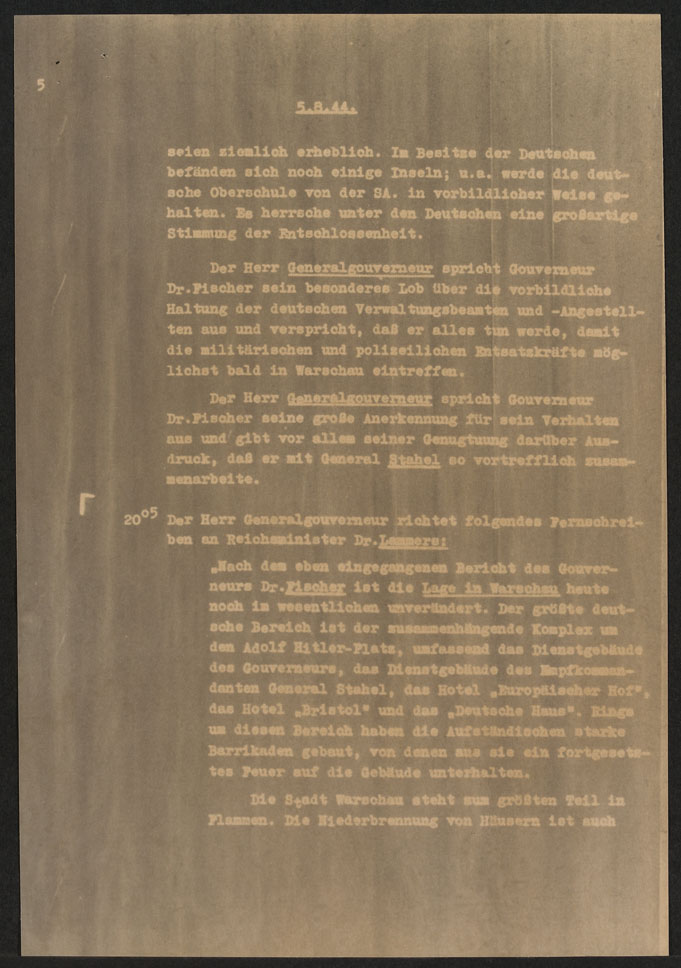 5
5.8.44.
seien ziemlich erheblich. Im Besitze der Deutschen
befänden sich noch einige Inseln; u.a. werde die deut-
sche Oberschule von der SA. in vorbildlicher Weise ge-
halten. Es herrsche unter den Deutschen eine großartige
Stimmung der Entschlossenheit.
Der Herr Generalgouverneur spricht Gouverneur
Dr.Fischer sein besonderes Lob über die vorbildliche
Haltung der deutschen Verwaltungsbeamten und -Angestell-
ten aus und verspricht, daß er alles tun werde, damit
die militärischen und polizeilichen Entsatzkräfte mög-
lichst bald in Warschau eintreffen.
Der Herr Generalgouverneur spricht Gouverneur
Dr.Fischer seine große Anerkennung für sein Verhalten
aus und gibt vor allem seiner Genugtuung darüber Aus-
druck, daß er mit General Stahel so vortrefflich zusam-
menarbeite.
20⁰⁵ Der Herr Generalgouverneur richtet folgendes Fernschrei-
ben an Reichsminister Dr.Lammers:
„Nach dem eben eingegangenen Bericht des Gouver-
neurs Dr.Fischer ist die Lage in Warschau heute
noch im wesentlichen unverändert. Der größte deut-
sche Bereich ist der zusammenhängende Komplex um
den Adolf Hitler-Platz, umfassend das Dienstgebäude
des Gouverneurs, das Dienstgebäude des Kampfkomman-
danten General Stahel, das Hotel „Europäischer Hof",
das Hotel „Bristol" und das „Deutsche Haus". Rings
um diesen Bereich haben die Aufständischen starke
Barrikaden gebaut, von denen aus sie ein fortgesetz-
tes Feuer auf die Gebäude unterhalten.
Die Stadt Warschau steht zum größten Teil in
Flammen. Die Niederbrennung von Häusern ist auch